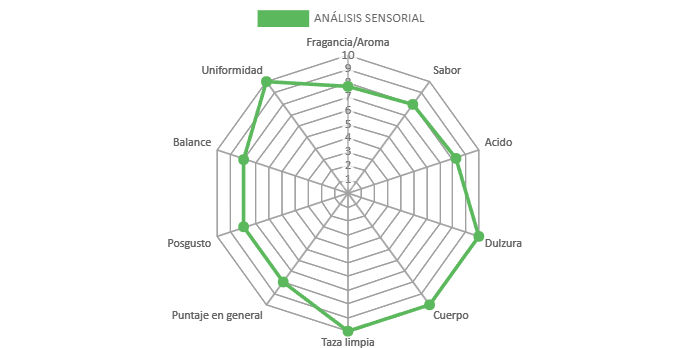 ANÁLISIS SENSORIAL
Fragancia/Aroma
10
9
8
7
6
5
4
3
2
1
Uniformidad
Sabor
Balance
Acido
Posgusto
Dulzura
Puntaje en general
Cuerpo
Taza limpia